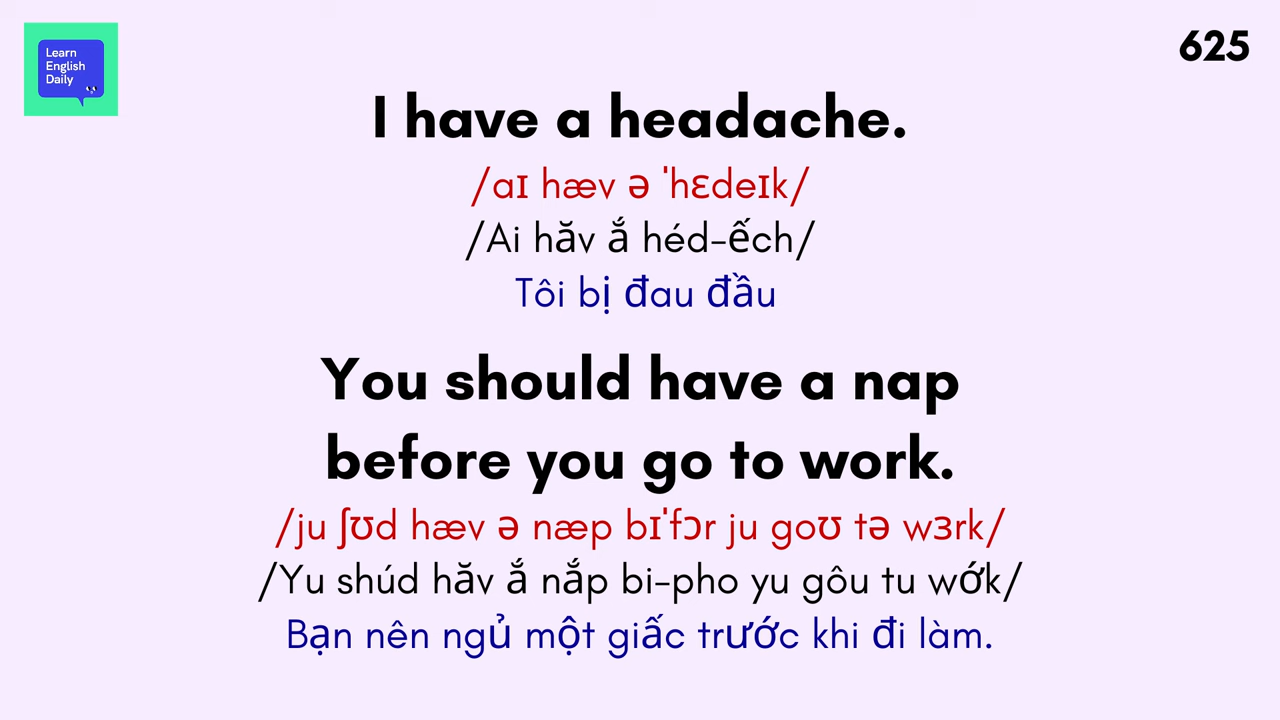 Learn
English
Daily
625
I have a headache.
/aɪ hæv ə ˈhɛdeɪk/
/Ai hăv ắ héd-ếch/
Tôi bị đau đầu
You should have a nap
before you go to work.
/ju ʃʊd hæv ə næp bɪˈfɔr ju goʊ tə wɜrk/
/Yu shúd hăv ắ nắp bi-pho yu gôu tu wớk/
Bạn nên ngủ một giấc trước khi đi làm.